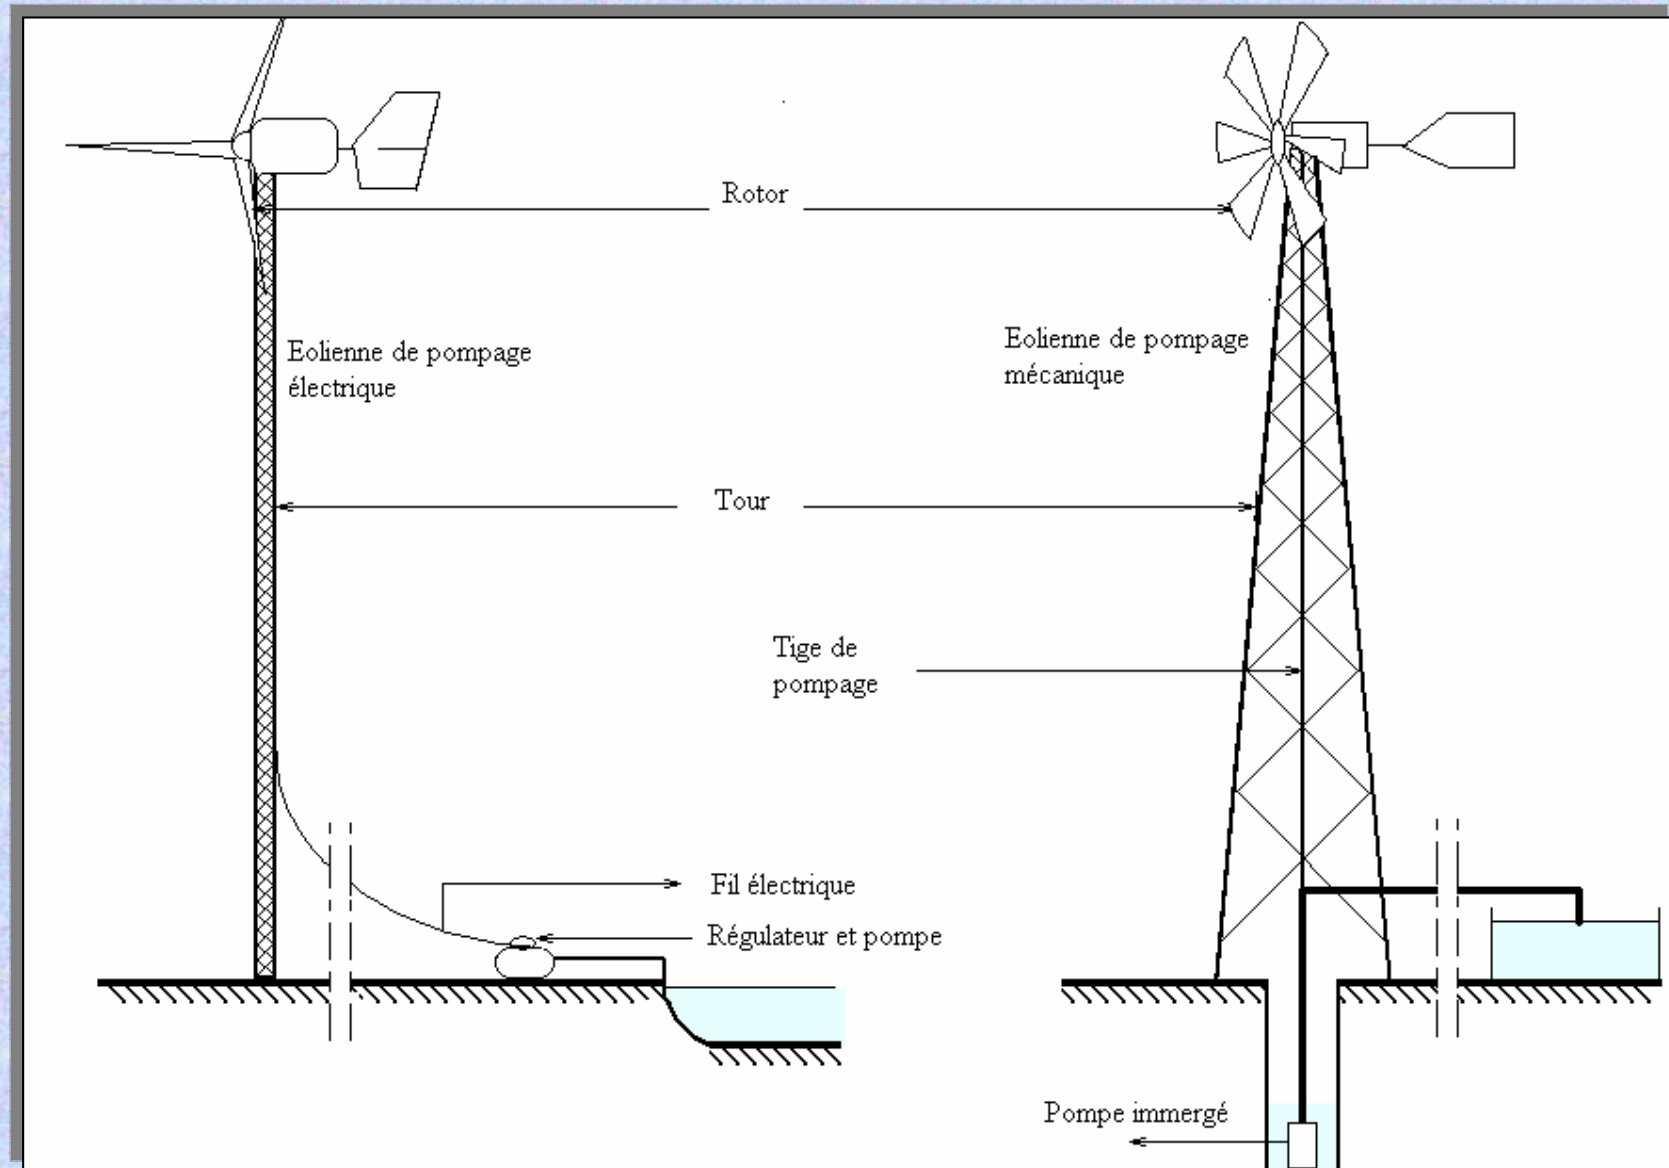 Rotor
Eolienne de pompage
électrique
Eolienne de pompage
mécanique
Tour
Tige de
pompage
Fil électrique
Régulateur et pompe
Pompe immergé